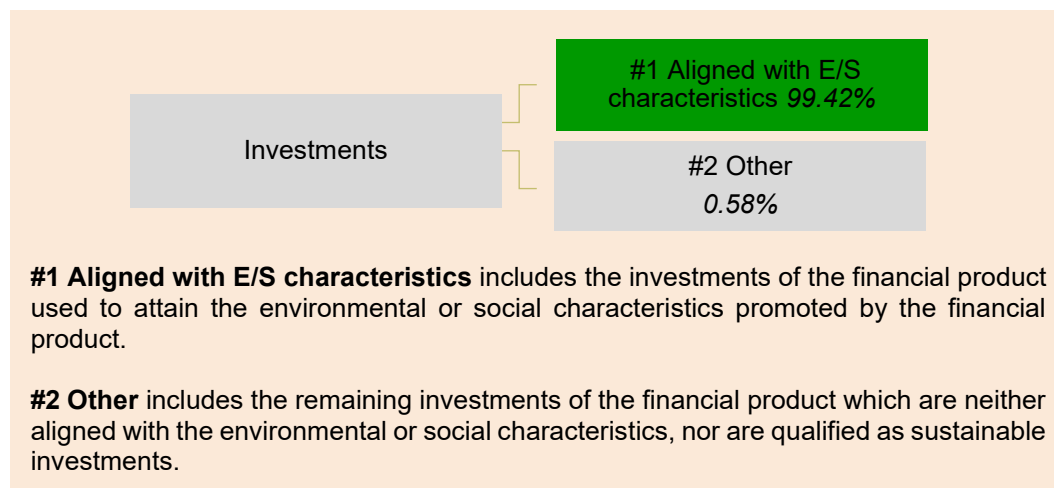 Investments
#1 Aligned with E/S
characteristics 99.42%
#2 Other
0.58%
#1 Aligned with E/S characteristics includes the investments of the financial product
used to attain the environmental or social characteristics promoted by the financial
product.
#2 Other includes the remaining investments of the financial product which are neither
aligned with the environmental or social characteristics, nor are qualified as sustainable
investments.